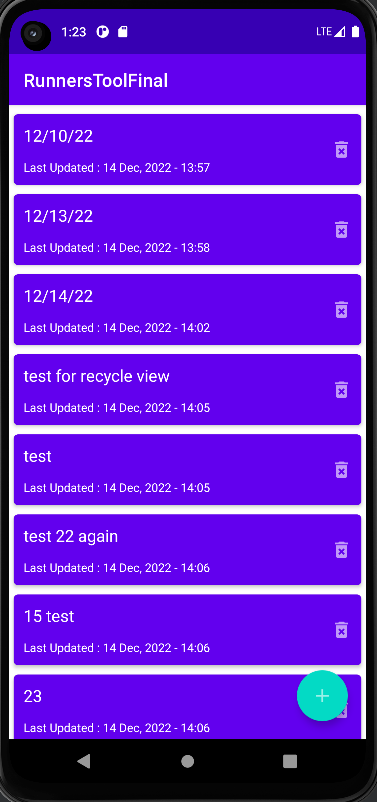 1:23
LTE
RunnersToolFinal
12/10/22
Last Updated : 14 Dec, 2022 - 13:57
12/13/22
Last Updated : 14 Dec, 2022 - 13:58
12/14/22
Last Updated : 14 Dec, 2022 - 14:02
test for recycle view
Last Updated : 14 Dec, 2022 - 14:05
test
Last Updated : 14 Dec, 2022 - 14:05
test 22 again
Last Updated : 14 Dec, 2022 - 14:06
15 test
Last Updated : 14 Dec, 2022 - 14:06
23
Last Updated : 14 Dec, 2022 - 14:06